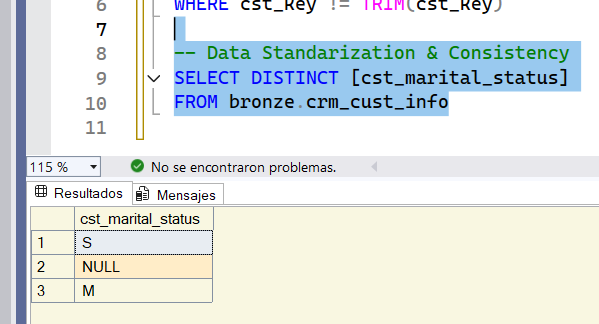 6 WHERE cst_key != TRIM(cst_key)
7
8 -- Data Standarization & Consistency
9 SELECT DISTINCT [cst_marital_status]
10 FROM bronze.crm_cust_info
11
115 % No se encontraron problemas.
Resultados Mensajes
cst_marital_status
1 S
2 NULL
3 M